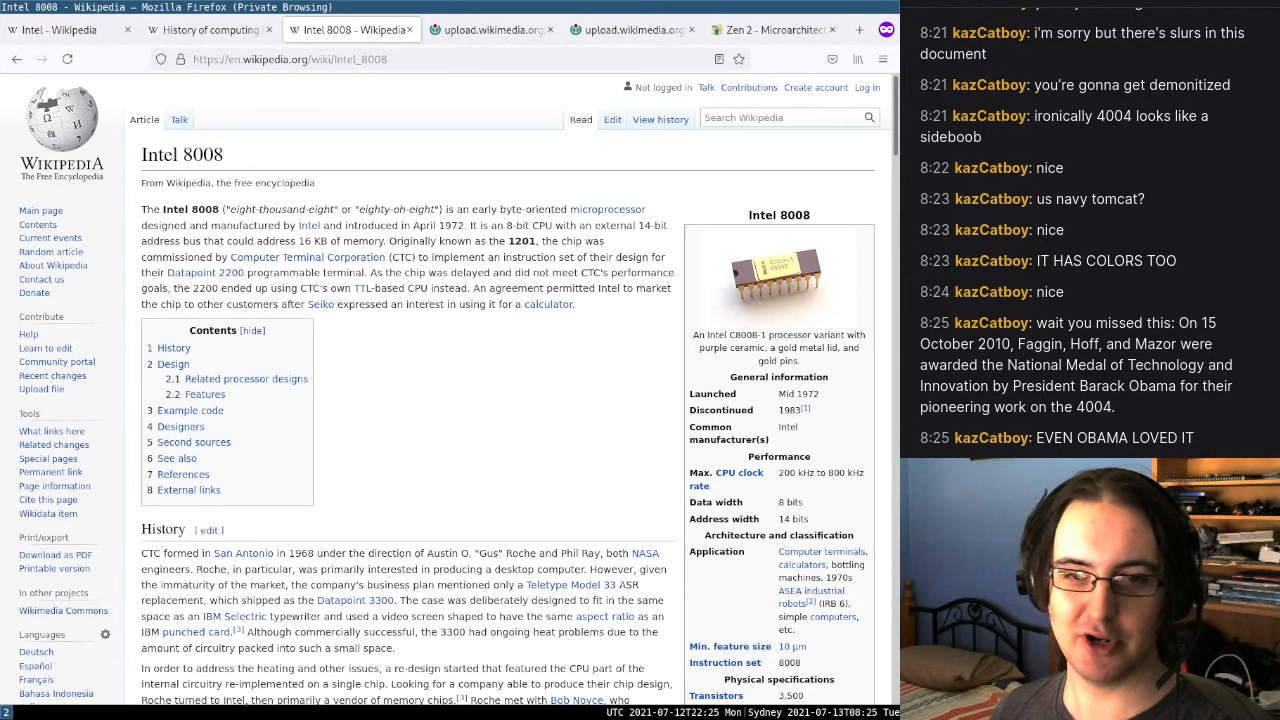 Intel 8008 - Wikipedia — Mozilla Firefox (Private Browsing)
Intel - Wikipedia
History of computing
Intel 8008 - Wikipedia
upload.wikimedia.org
upload.wikimedia.org
Zen 2 - Microarchitect
https://en.wikipedia.org/wiki/Intel_8008
Not logged in Talk Contributions Create account Log in
Article Talk
Read Edit View history
Search Wikipedia
WIKIPEDIA
The Free Encyclopedia
Main page
Contents
Current events
Random article
About Wikipedia
Contact us
Donate
Contribute
Help
Learn to edit
Community portal
Recent changes
Upload file
Tools
What links here
Related changes
Special pages
Permanent link
Page information
Cite this page
Wikidata item
Print/export
Download as PDF
Printable version
In other projects
Wikimedia Commons
Languages
Deutsch
Español
Français
Bahasa Indonesia
Intel 8008
From Wikipedia, the free encyclopedia
The Intel 8008 ("eight-thousand-eight" or "eighty-oh-eight") is an early byte-oriented microprocessor
designed and manufactured by Intel and introduced in April 1972. It is an 8-bit CPU with an external 14-bit
address bus that could address 16 KB of memory. Originally known as the 1201, the chip was
commissioned by Computer Terminal Corporation (CTC) to implement an instruction set of their design for
their Datapoint 2200 programmable terminal. As the chip was delayed and did not meet CTC's performance
goals, the 2200 ended up using CTC's own TTL-based CPU instead. An agreement permitted Intel to market
the chip to other customers after Seiko expressed an interest in using it for a calculator.
Contents [hide]
1 History
2 Design
2.1 Related processor designs
2.2 Features
3 Example code
4 Designers
5 Second sources
6 See also
7 References
8 External links
History [ edit ]
CTC formed in San Antonio in 1968 under the direction of Austin O. "Gus" Roche and Phil Ray, both NASA
engineers. Roche, in particular, was primarily interested in producing a desktop computer. However, given
the immaturity of the market, the company's business plan mentioned only a Teletype Model 33 ASR
replacement, which shipped as the Datapoint 3300. The case was deliberately designed to fit in the same
space as an IBM Selectric typewriter and used a video screen shaped to have the same aspect ratio as an
IBM punched card.[3] Although commercially successful, the 3300 had ongoing heat problems due to the
amount of circuitry packed into such a small space.
In order to address the heating and other issues, a re-design started that featured the CPU part of the
internal circuitry re-implemented on a single chip. Looking for a company able to produce their chip design,
Roche turned to Intel, then primarily a vendor of memory chips.[3] Roche met with Bob Noyce, who
Intel 8008
An Intel C8008-1 processor variant with
purple ceramic, a gold metal lid, and
gold pins.
General information
Launched Mid 1972
Discontinued 1983[1]
Common
manufacturer(s) Intel
Performance
Max. CPU clock
rate 200 kHz to 800 kHz
Data width 8 bits
Address width 14 bits
Architecture and classification
Application Computer terminals,
calculators, bottling
machines, 1970s
ASEA industrial
robots[2] (IRB 6),
simple computers,
etc.
Min. feature size 10 μm
Instruction set 8008
Physical specifications
Transistors 3,500
2
UTC 2021-07-12T22:25 Mon|Sydney 2021-07-13T08:25 Tue
8:21 kazCatboy: i'm sorry but there's slurs in this
document
8:21 kazCatboy: you're gonna get demonitized
8:21 kazCatboy: ironically 4004 looks like a
sideboob
8:22 kazCatboy: nice
8:23 kazCatboy: us navy tomcat?
8:23 kazCatboy: nice
8:23 kazCatboy: IT HAS COLORS TOO
8:24 kazCatboy: nice
8:25 kazCatboy: wait you missed this: On 15
October 2010, Faggin, Hoff, and Mazor were
awarded the National Medal of Technology and
Innovation by President Barack Obama for their
pioneering work on the 4004.
8:25 kazCatboy: EVEN OBAMA LOVED IT